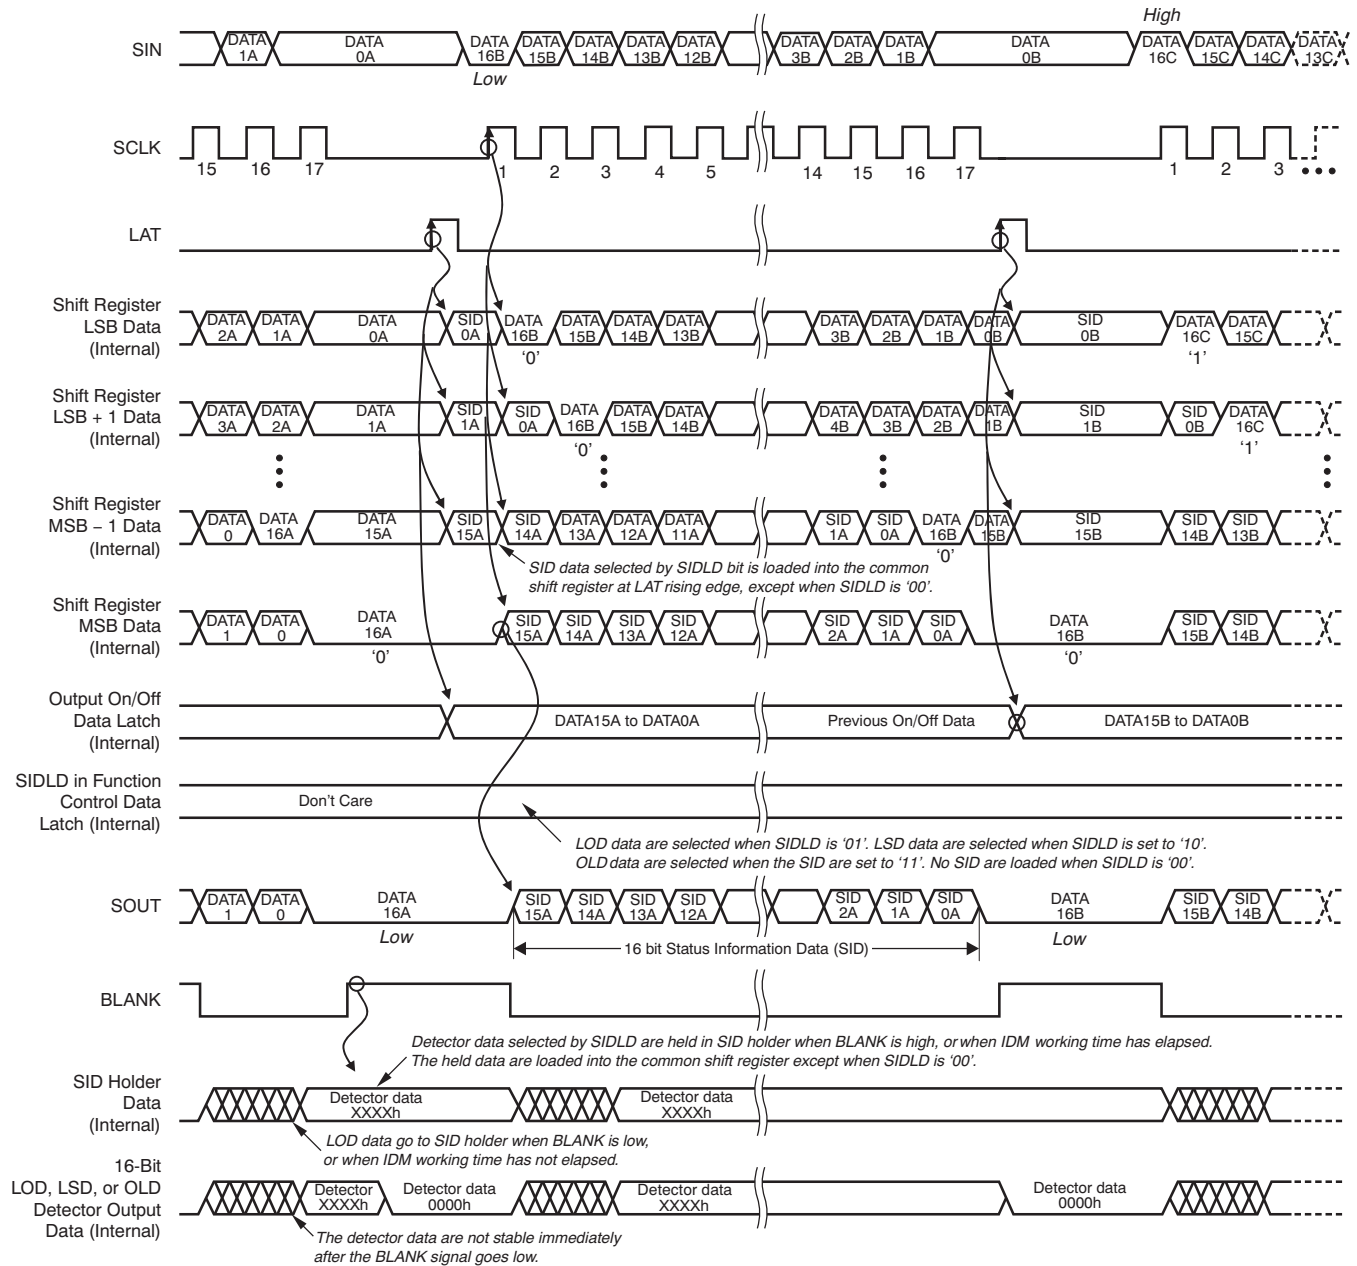 High
SIN
DATA 1A
DATA 0A
DATA 16B
DATA 15B
DATA 14B
DATA 13B
DATA 12B
DATA 3B
DATA 2B
DATA 1B
DATA 0B
DATA 16C
DATA 15C
DATA 14C
DATA 13C
Low
SCLK
15 16 17 1 2 3 4 5 14 15 16 17 1 2 3
LAT
Shift Register
LSB Data
(Internal)
DATA 2A
DATA 1A
DATA 0A
SID 0A
DATA 16B
DATA 15B
DATA 14B
DATA 13B
DATA 3B
DATA 2B
DATA 1B
DATA 0B
SID 0B
DATA 16C
DATA 15C
'0' '1'
Shift Register
LSB + 1 Data
(Internal)
DATA 3A
DATA 2A
DATA 1A
SID 1A
SID 0A
DATA 16B
DATA 15B
DATA 14B
DATA 4B
DATA 3B
DATA 2B
DATA 1B
SID 1B
SID 0B
DATA 16C
'0' '1'
Shift Register
MSB − 1 Data
(Internal)
DATA 0
DATA 16A
DATA 15A
SID 15A
SID 14A
DATA 13A
DATA 12A
DATA 11A
SID 1A
SID 0A
DATA 16B
DATA 15B
SID 15B
SID 14B
SID 13B
'0'
SID data selected by SIDLD bit is loaded into the common
shift register at LAT rising edge, except when SIDLD is '00'.
Shift Register
MSB Data
(Internal)
DATA 1
DATA 0
DATA 16A
SID 15A
SID 14A
SID 13A
SID 12A
SID 2A
SID 1A
SID 0A
DATA 16B
SID 15B
SID 14B
'0' '0'
Output On/Off
Data Latch
(Internal)
DATA15A to DATA0A
Previous On/Off Data
DATA15B to DATA0B
SIDLD in Function
Control Data
Latch (Internal)
Don't Care
LOD data are selected when SIDLD is '01'. LSD data are selected when SIDLD is set to '10'.
OLD data are selected when the SID are set to '11'. No SID are loaded when SIDLD is '00'.
SOUT
DATA 1
DATA 0
DATA 16A
SID 15A
SID 14A
SID 13A
SID 12A
SID 2A
SID 1A
SID 0A
DATA 16B
SID 15B
SID 14B
Low Low
16 bit Status Information Data (SID)
BLANK
Detector data selected by SIDLD are held in SID holder when BLANK is high, or when IDM working time has elapsed.
The held data are loaded into the common shift register except when SIDLD is '00'.
SID Holder
Data
(Internal)
Detector data XXXXh
Detector data XXXXh
LOD data go to SID holder when BLANK is low,
or when IDM working time has not elapsed.
16-Bit
LOD, LSD, or OLD
Detector Output
Data (Internal)
Detector XXXXh
Detector data 0000h
Detector data XXXXh
Detector data 0000h
The detector data are not stable immediately
after the BLANK signal goes low.